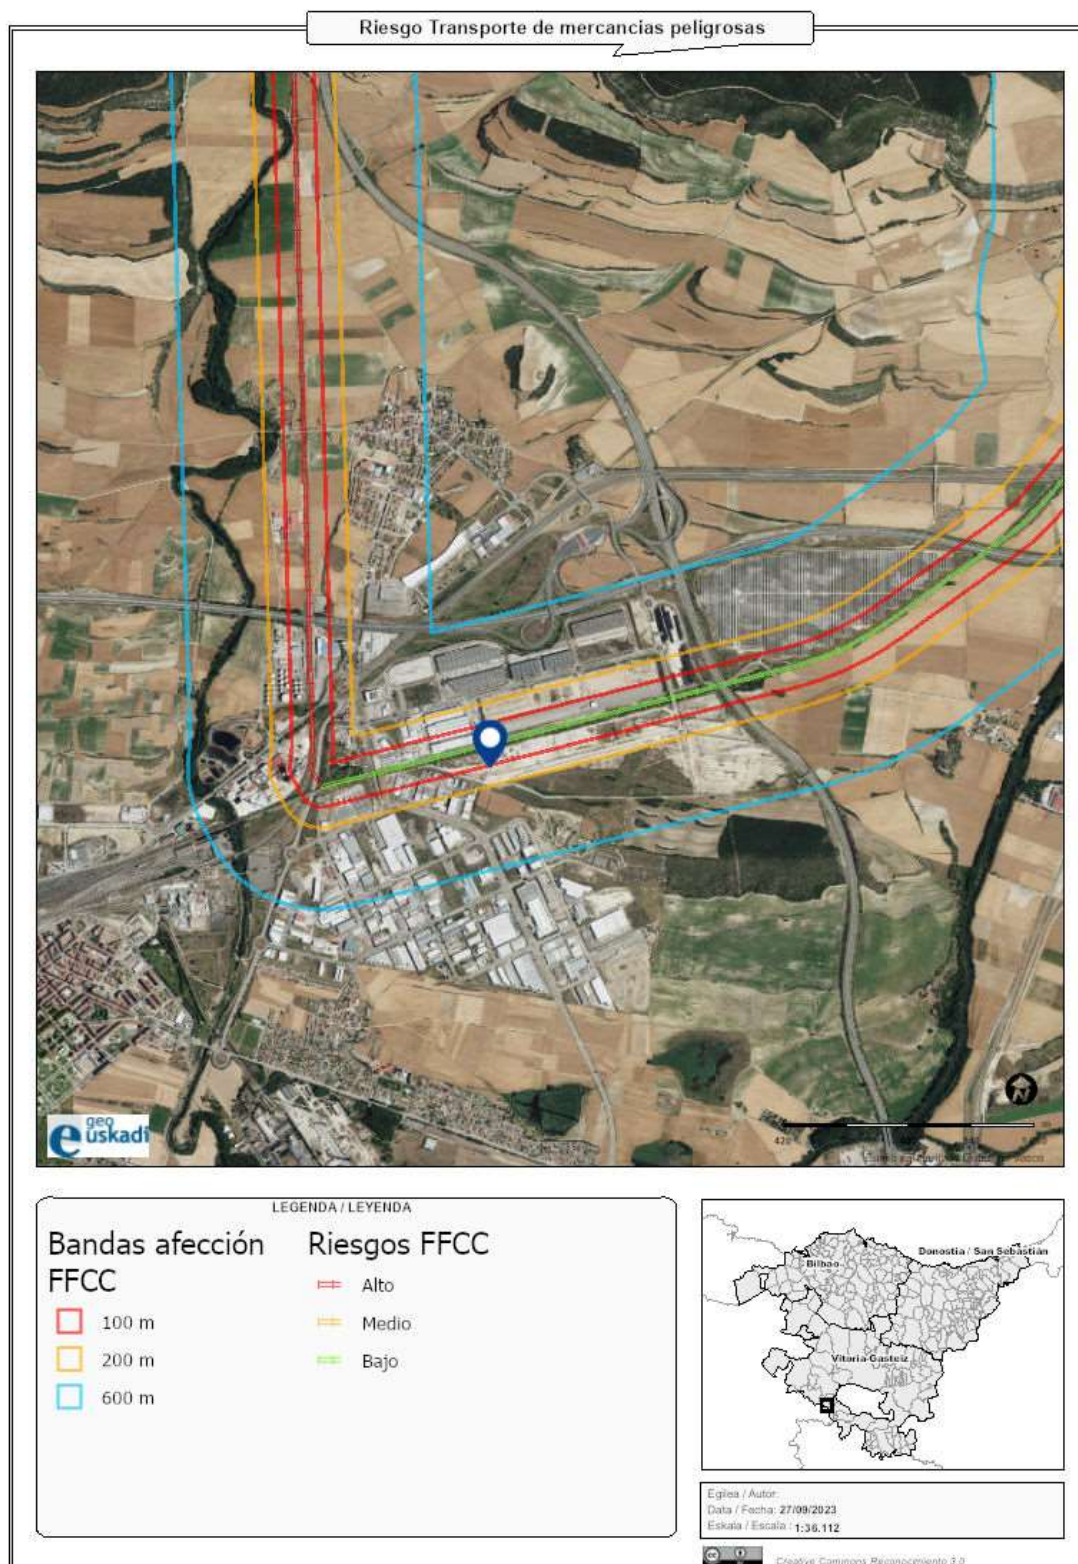 Riesgo Transporte de mercancias peligrosas
geo
euskadi
N
LEGENDA / LEYENDA
Bandas afección
FFCC
100 m
200 m
600 m
Riesgos FFCC
Alto
Medio
Bajo
Donostia / San Sebastián
Bilbao
Vitoria-Gasteiz
Egilea / Autor:
Data / Fecha: 27/09/2023
Eskala / Escala : 1:36.112
Creative Commons Reconocimiento 3.0